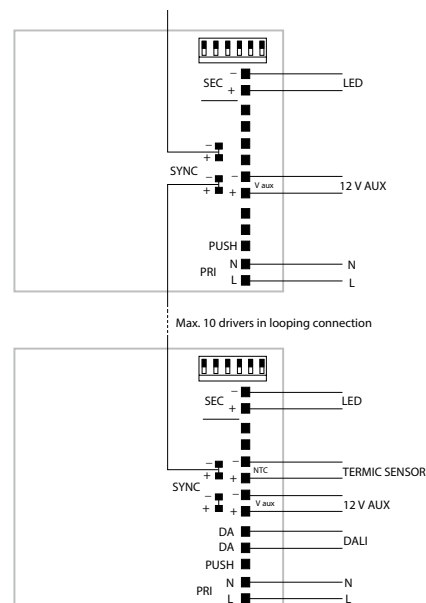 −
SEC
+
LED
−
+
SYNC
−
+
−
V aux
+
12 V AUX
PUSH
PRI
N
N
L
L
Max. 10 drivers in looping connection
−
SEC
+
LED
−
+
−
NTC
+
TERMIC SENSOR
SYNC
−
+
−
V aux
+
12 V AUX
DA
DA
DALI
PUSH
PRI
N
N
L
L